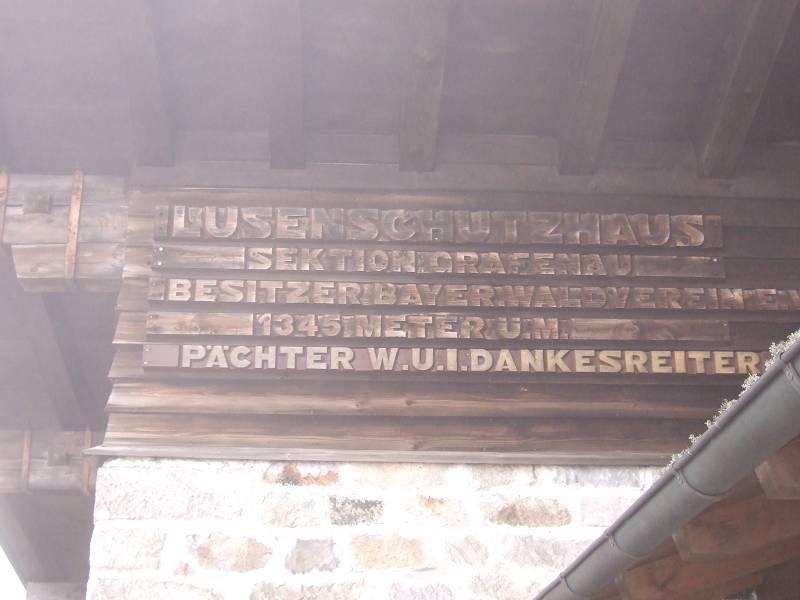 LUSENSCHUTZHAUS
SEKTION GRAFENAU
BESITZER BAYER WALDVEREIN E.V
1345 METER U.M.
PÄCHTER W.U.I.DANKESREITER